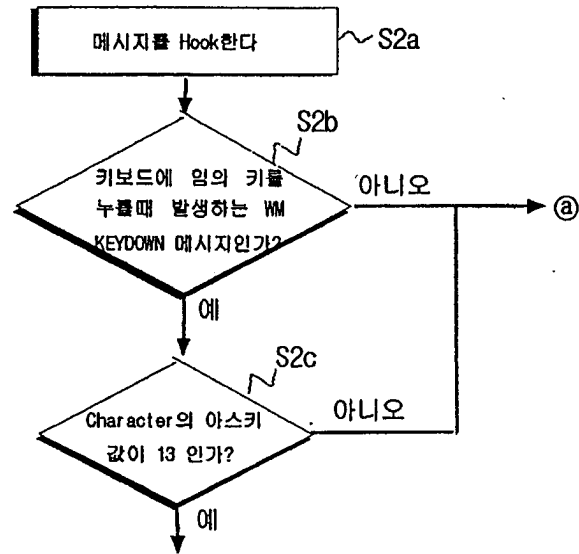 메시지를 Hook한다
S2a
S2b
키보드에 임의 키를
누를때 발생하는 WM
KEYDOWN 메시지인가?
아니오
ⓐ
예
S2c
Character의 아스키
값이 13 인가?
아니오
예